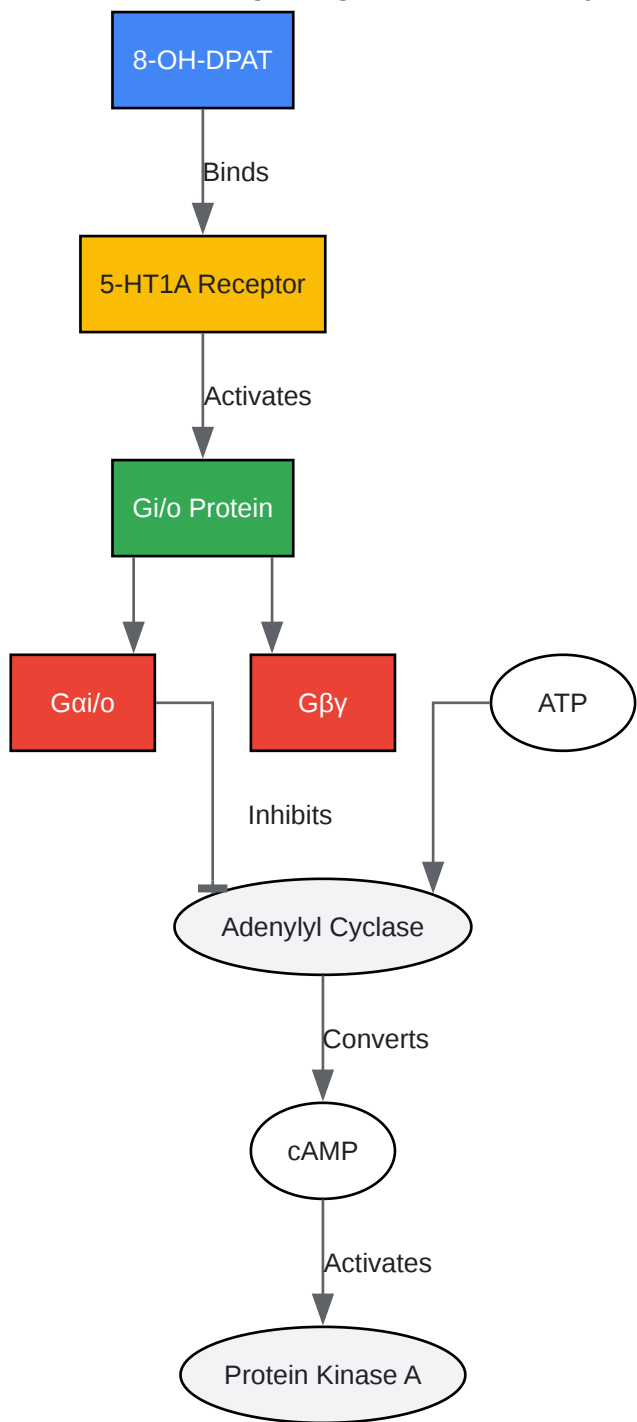 8-OH-DPAT
Binds
5-HT1A Receptor
Activates
Gi/o Protein
Gαi/o
Gβγ
ATP
Inhibits
Adenylyl Cyclase
Converts
cAMP
Activates
Protein Kinase A